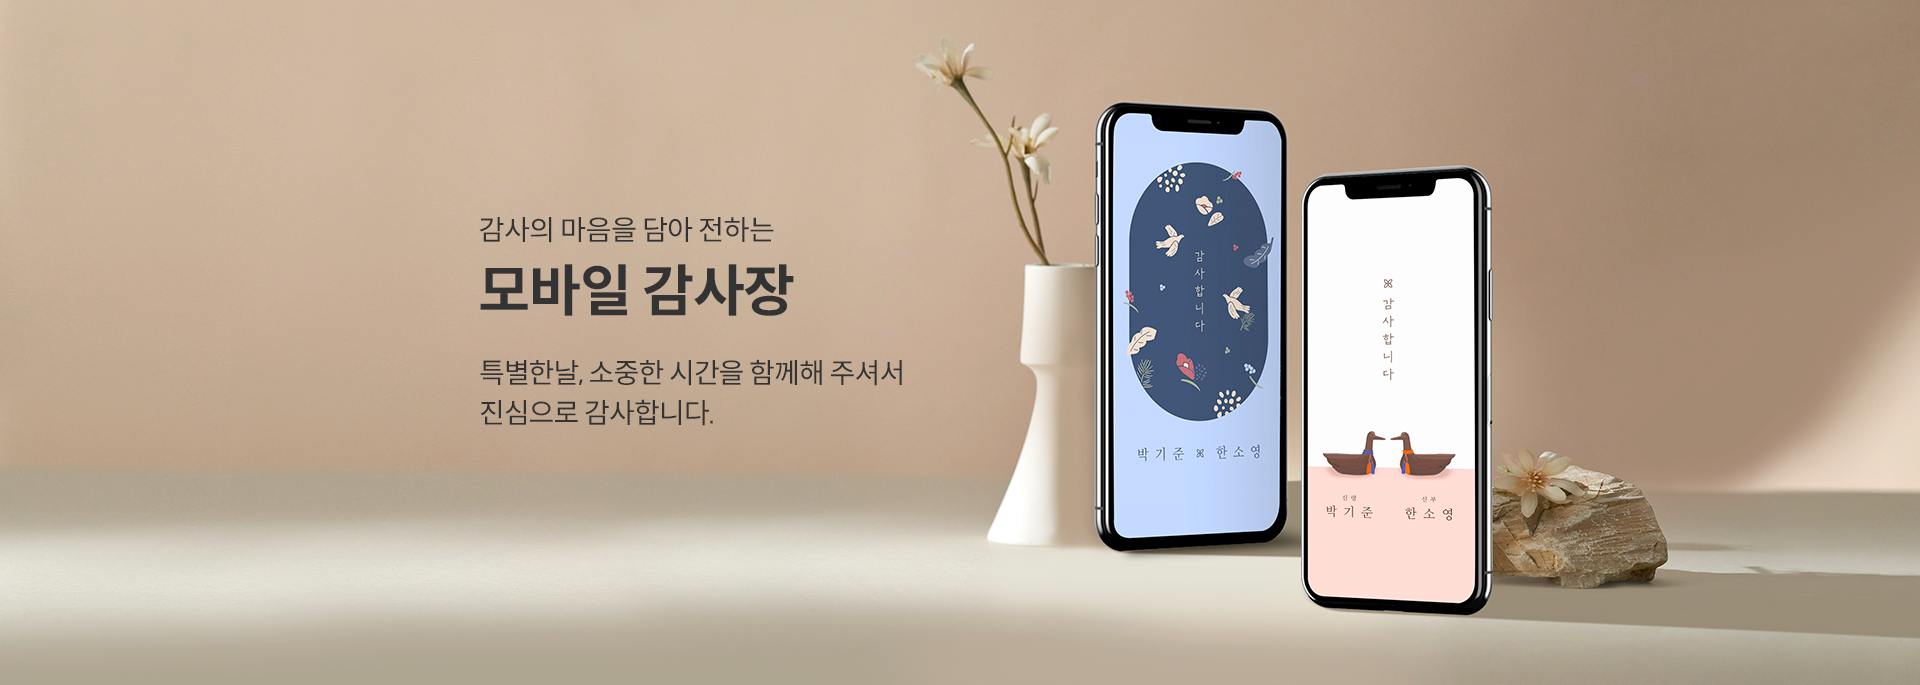 감사의 마음을 담아 전하는
모바일 감사장
특별한날, 소중한 시간을 함께해 주셔서
진심으로 감사합니다.
감사합니다
박기준 한소영
감사합니다
신랑 신부
박기준 한소영